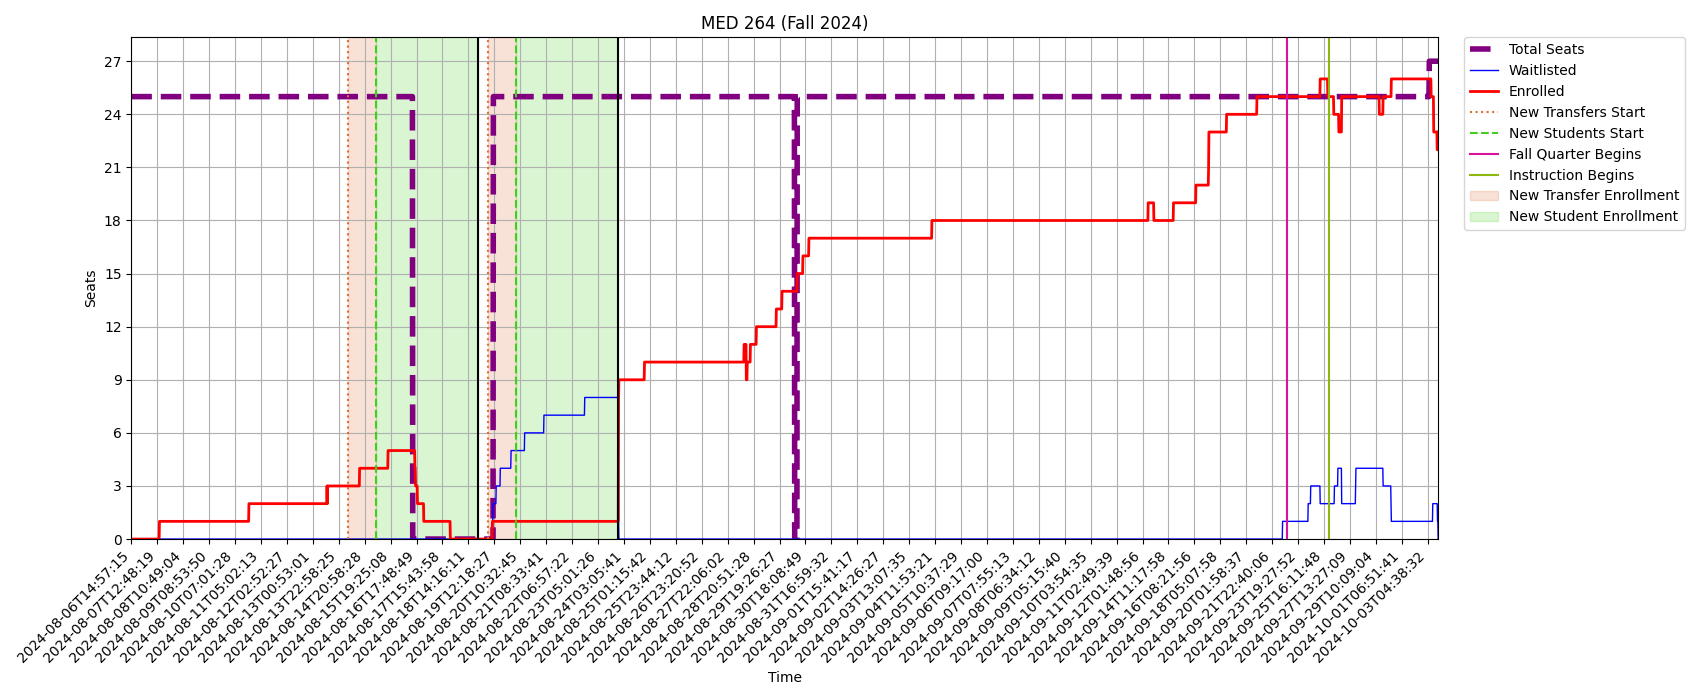 MED 264 (Fall 2024)
27
24
21
18
15
12
9
6
3
0
Seats
2024-08-06T14:57:15
2024-08-07T12:48:19
2024-08-08T10:49:04
2024-08-09T08:53:50
2024-08-10T07:01:28
2024-08-11T05:02:13
2024-08-12T02:52:27
2024-08-13T00:53:01
2024-08-13T22:58:25
2024-08-14T20:58:28
2024-08-15T19:25:08
2024-08-16T17:48:49
2024-08-17T15:43:58
2024-08-18T14:16:11
2024-08-19T12:18:27
2024-08-20T10:32:45
2024-08-21T08:33:41
2024-08-22T06:57:22
2024-08-23T05:01:26
2024-08-24T03:05:41
2024-08-25T01:15:42
2024-08-25T23:44:12
2024-08-26T23:20:52
2024-08-27T22:06:02
2024-08-28T20:51:28
2024-08-29T19:26:27
2024-08-30T18:08:49
2024-08-31T16:59:32
2024-09-01T15:41:17
2024-09-02T14:26:27
2024-09-03T13:07:35
2024-09-04T11:53:21
2024-09-05T10:37:29
2024-09-06T09:17:00
2024-09-07T07:55:13
2024-09-08T06:34:12
2024-09-09T05:15:40
2024-09-10T03:54:35
2024-09-11T02:49:39
2024-09-12T01:48:56
2024-09-14T11:17:58
2024-09-16T08:21:56
2024-09-18T05:07:58
2024-09-20T01:58:37
2024-09-21T22:40:06
2024-09-23T19:27:52
2024-09-25T16:11:48
2024-09-27T13:27:09
2024-09-29T10:09:04
2024-10-01T06:51:41
2024-10-03T04:38:32
Time
Total Seats
Waitlisted
Enrolled
New Transfers Start
New Students Start
Fall Quarter Begins
Instruction Begins
New Transfer Enrollment
New Student Enrollment